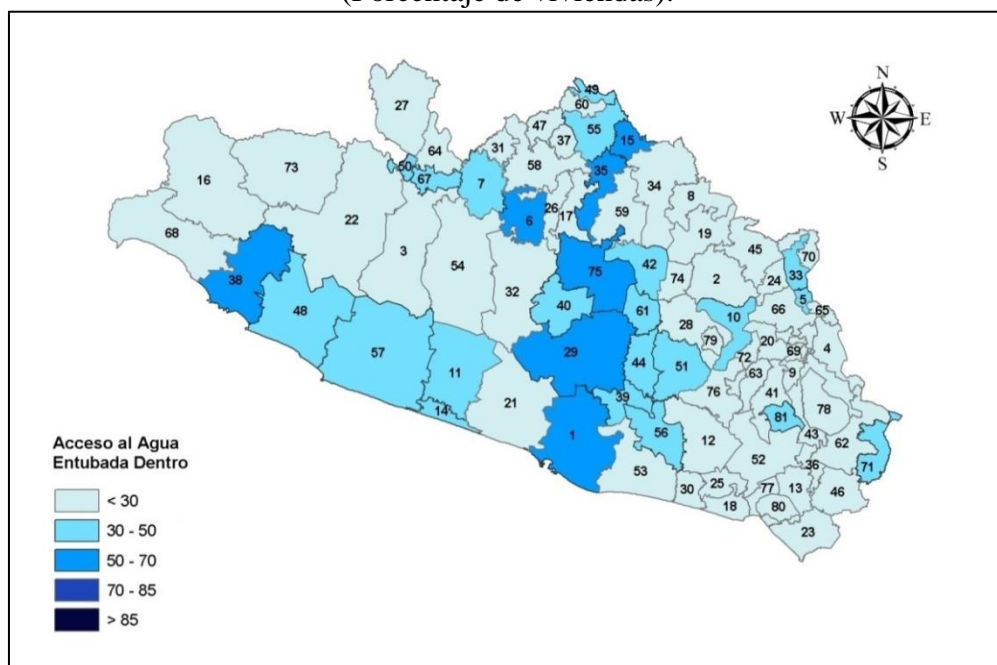 (Porcentaje de viviendas).
N
W E
S
49
27 60
47 55 15
64 31 37
50 58 35
73 67 7 34
16 26 8
6 17 59 19
22
68 3 45 70
54 75 42 74 2 24 33
38 32 40 5
48 61 10 66 65
28
57 29 79 20 69 4
11 44 51 72 63 9
14 21 39 76 41 78
1 56 12 81 43 62
53 52 36 71
30 25 77 13 46
18 80
23
Acceso al Agua
Entubada Dentro
< 30
30 - 50
50 - 70
70 - 85
> 85